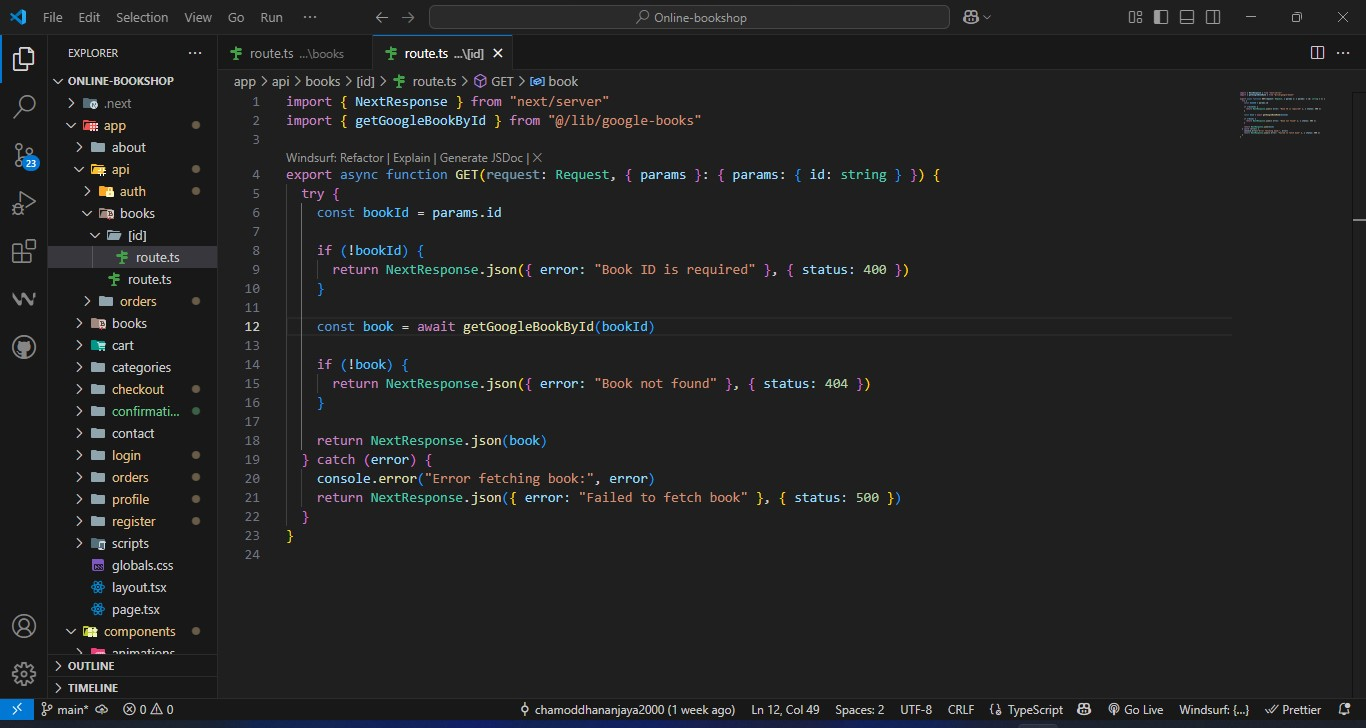 File Edit Selection View Go Run ··· Online-bookshop
EXPLORER ···
route.ts ...\books
route.ts ...\[id]
ONLINE-BOOKSHOP
app > api > books > [id] > route.ts > GET > book
.next
app
about
api
auth
books
[id]
route.ts
route.ts
orders
books
cart
categories
checkout
confirmati...
contact
login
orders
profile
register
scripts
globals.css
layout.tsx
page.tsx
components
animations
OUTLINE
TIMELINE
23
1 import { NextResponse } from "next/server"
2 import { getGoogleBookById } from "@/lib/google-books"
3
Windsurf: Refactor | Explain | Generate JSDoc | X
4 export async function GET(request: Request, { params }: { params: { id: string } }) {
5 try {
6 const bookId = params.id
7
8 if (!bookId) {
9 return NextResponse.json({ error: "Book ID is required" }, { status: 400 })
10 }
11
12 const book = await getGoogleBookById(bookId)
13
14 if (!book) {
15 return NextResponse.json({ error: "Book not found" }, { status: 404 })
16 }
17
18 return NextResponse.json(book)
19 } catch (error) {
20 console.error("Error fetching book:", error)
21 return NextResponse.json({ error: "Failed to fetch book" }, { status: 500 })
22 }
23 }
24
main* 0 0 chamoddhananjaya2000 (1 week ago) Ln 12, Col 49 Spaces: 2 UTF-8 CRLF {} TypeScript Go Live Windsurf: {...} Prettier